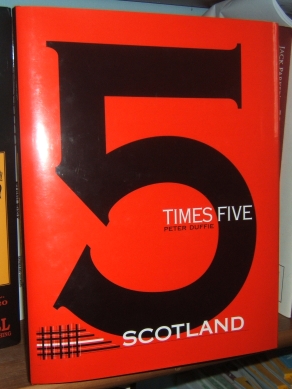 5
TIMES FIVE
PETER DUFFIE
SCOTLAND